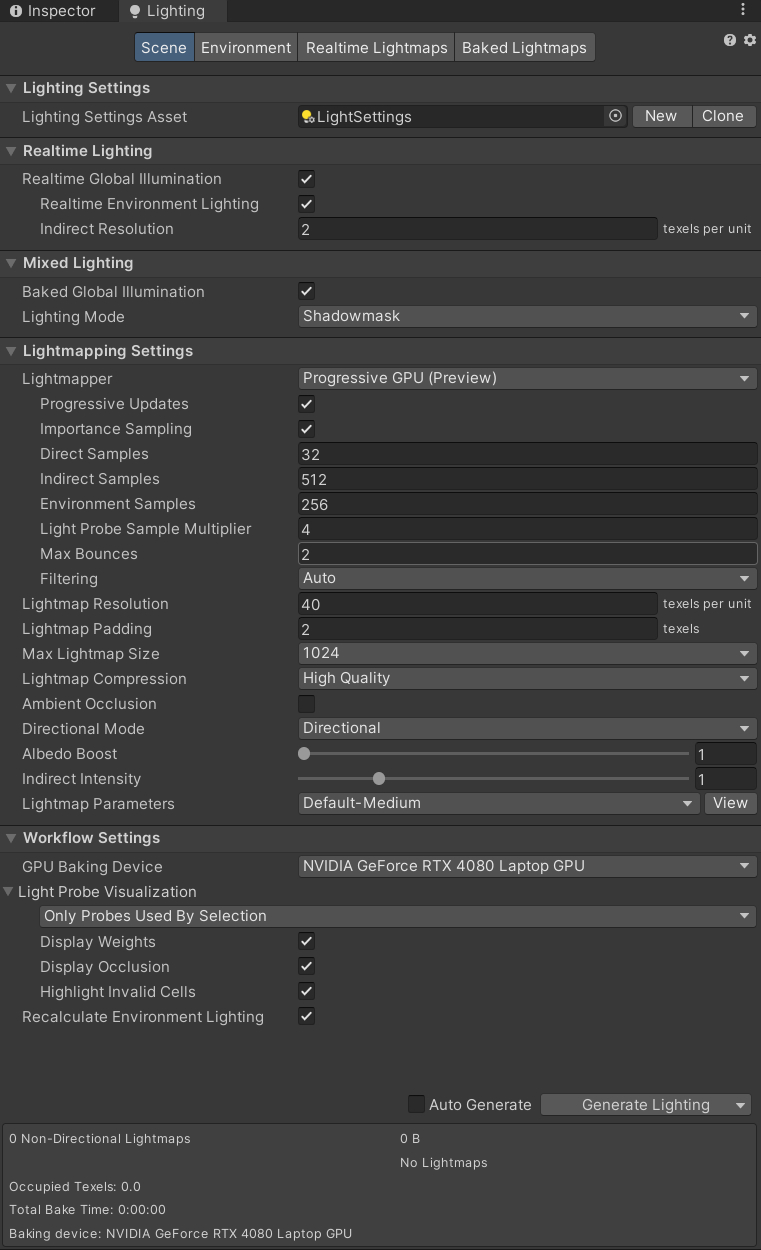 Inspector Lighting
Scene Environment Realtime Lightmaps Baked Lightmaps
Lighting Settings
Lighting Settings Asset LightSettings New Clone
Realtime Lighting
Realtime Global Illumination
Realtime Environment Lighting
Indirect Resolution 2 texels per unit
Mixed Lighting
Baked Global Illumination
Lighting Mode Shadowmask
Lightmapping Settings
Lightmapper Progressive GPU (Preview)
Progressive Updates
Importance Sampling
Direct Samples 32
Indirect Samples 512
Environment Samples 256
Light Probe Sample Multiplier 4
Max Bounces 2
Filtering Auto
Lightmap Resolution 40 texels per unit
Lightmap Padding 2 texels
Max Lightmap Size 1024
Lightmap Compression High Quality
Ambient Occlusion
Directional Mode Directional
Albedo Boost 1
Indirect Intensity 1
Lightmap Parameters Default-Medium View
Workflow Settings
GPU Baking Device NVIDIA GeForce RTX 4080 Laptop GPU
Light Probe Visualization
Only Probes Used By Selection
Display Weights
Display Occlusion
Highlight Invalid Cells
Recalculate Environment Lighting
Auto Generate Generate Lighting
0 Non-Directional Lightmaps 0 B
No Lightmaps
Occupied Texels: 0.0
Total Bake Time: 0:00:00
Baking device: NVIDIA GeForce RTX 4080 Laptop GPU